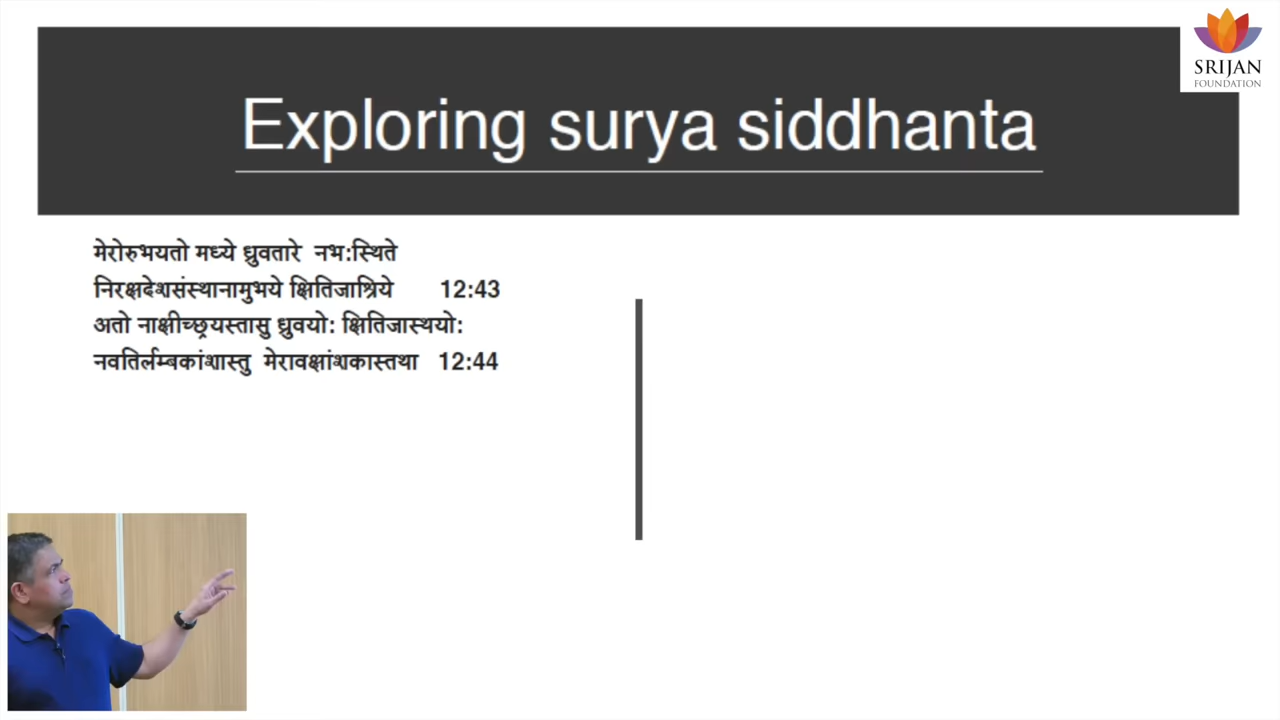 SRIJAN
FOUNDATION
Exploring surya siddhanta
मेरोरुभयतो मध्ये ध्रुवतारे नभ:स्थिते
निरक्षदेशसंस्थानामुभये क्षितिजाश्रिये 12:43
अतो नाक्षीच्छ्रयस्तासु ध्रुवयो: क्षितिजास्थयो:
नवतिर्लम्बकांशास्तु मेरावक्षांशकास्तथा 12:44